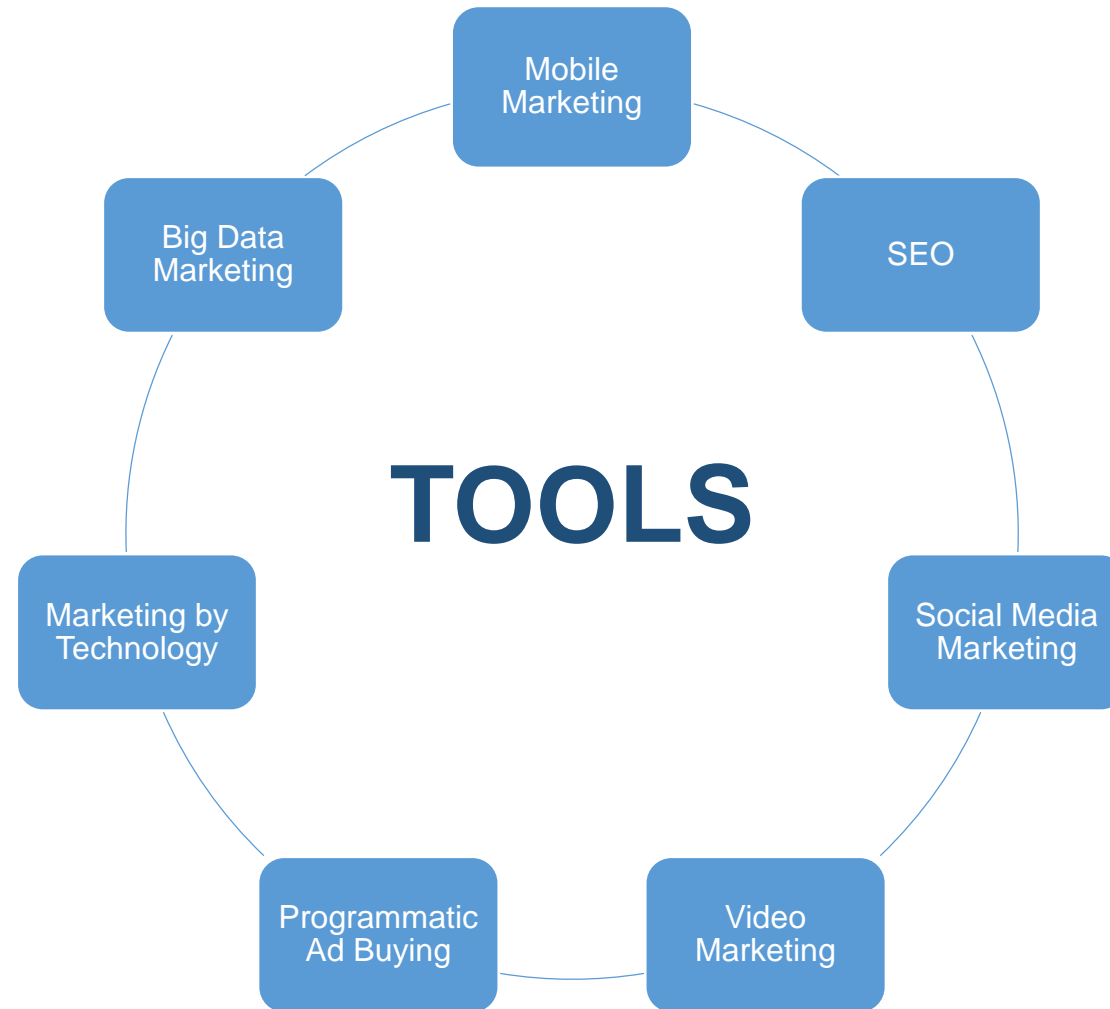 Mobile
Marketing
SEO
Social Media
Marketing
Video
Marketing
Programmatic
Ad Buying
Marketing by
Technology
Big Data
Marketing
TOOLS